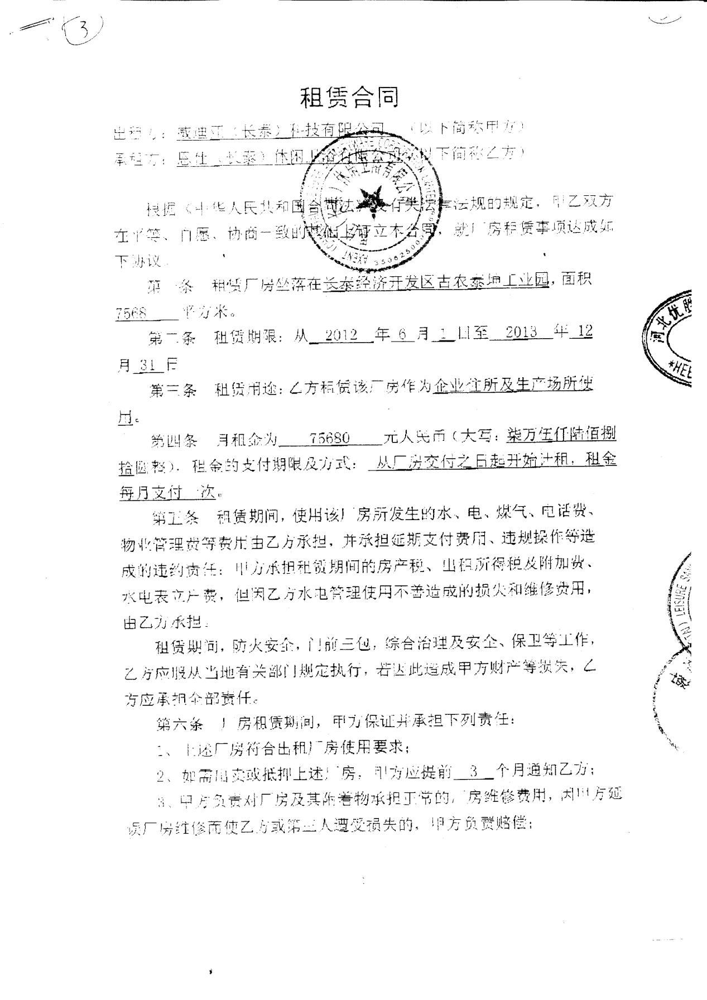 3
租赁合同
出租方：威迪亚（长泰）科技有限公司 （以下简称甲方）
承租方：恩仕（长泰）休闲卫浴有限公司（以下简称乙方）
根据《中华人民共和国合同法》及有关法律法规的规定，甲乙双方
在平等、自愿、协商一致的基础上订立本合同，就厂房租赁事项达成如
下协议。
第一条 租赁厂房坐落在长泰经济开发区古农泰坤工业园，面积
7568 平方米。
第二条 租赁期限：从 2012 年 6 月 1 日至 2013 年 12
月 31 日
第三条 租赁用途：乙方租赁该厂房作为企业住所及生产场所使
用。
第四条 月租金为 75680 元人民币（大写：柒万伍仟陆佰捌
拾圆整）．租金的支付期限及方式： 从厂房交付之日起开始计租，租金
每月支付一次。
第五条 租赁期间，使用该厂房所发生的水、电、煤气、电话费、
物业管理费等费用由乙方承担，并承担延期支付费用、违规操作等造
成的违约责任；甲方承担租赁期间的房产税、出租所得税及附加费、
水电表立户费，但因乙方水电管理使用不善造成的损失和维修费用，
由乙方承担。
租赁期间，防火安全，门前三包，综合治理及安全、保卫等工作，
乙方应服从当地有关部门规定执行，若因此造成甲方财产等损失，乙
方应承担全部责任。
第六条 厂房租赁期间，甲方保证并承担下列责任：
1、上述厂房符合出租厂房使用要求；
2、如需出卖或抵押上述厂房，甲方应提前 3 个月通知乙方；
3、甲方负责对厂房及其附着物承担正常的厂房维修费用，因甲方延
误厂房维修而使乙方或第三人遭受损失的，甲方负责赔偿；
河北优胜
*HEB
LEISURE SAN